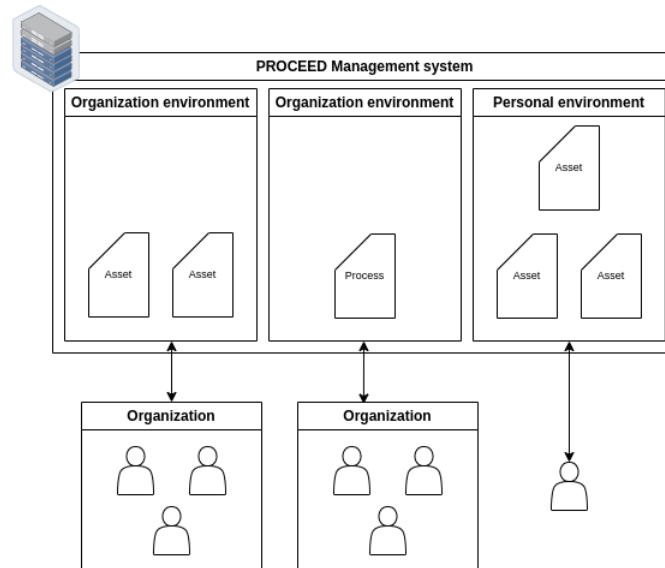 PROCEED Management system
Organization environment
Organization environment
Personal environment
Asset
Asset
Asset
Process
Asset
Asset
Organization
Organization